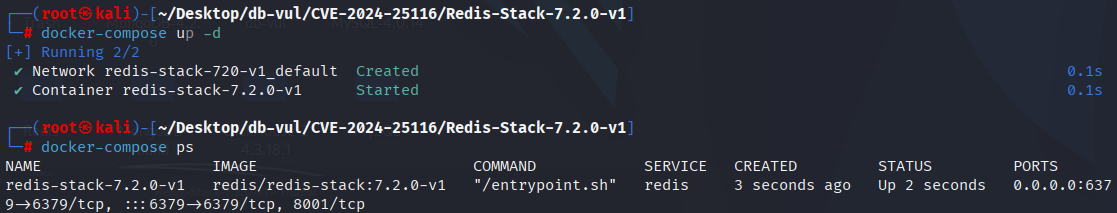 ┌──(root㉿kali)-[~/Desktop/db-vul/CVE-2024-25116/Redis-Stack-7.2.0-v1]
└─# docker-compose up -d
[+] Running 2/2
✔ Network redis-stack-720-v1_default  Created  0.1s
✔ Container redis-stack-7.2.0-v1      Started  0.1s
┌──(root㉿kali)-[~/Desktop/db-vul/CVE-2024-25116/Redis-Stack-7.2.0-v1]
└─# docker-compose ps
NAME                   IMAGE                        COMMAND            SERVICE   CREATED         STATUS         PORTS
redis-stack-7.2.0-v1   redis/redis-stack:7.2.0-v1   "/entrypoint.sh"   redis     3 seconds ago   Up 2 seconds   0.0.0.0:637
9->6379/tcp, :::6379->6379/tcp, 8001/tcp